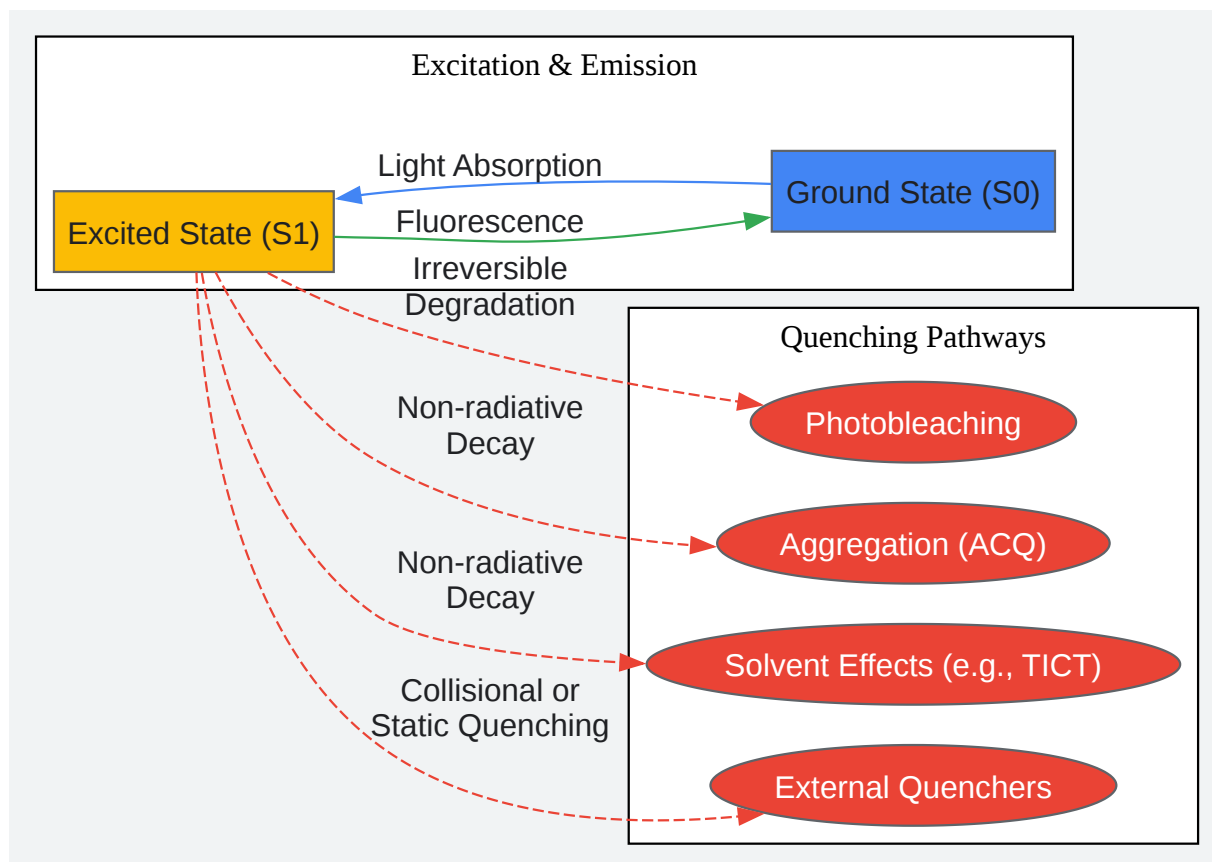 Excitation & Emission
Light Absorption
Ground State (S0)
Excited State (S1)
Fluorescence
Irreversible
Degradation
Quenching Pathways
Photobleaching
Non-radiative
Decay
Aggregation (ACQ)
Non-radiative
Decay
Solvent Effects (e.g., TICT)
Collisional or
Static Quenching
External Quenchers